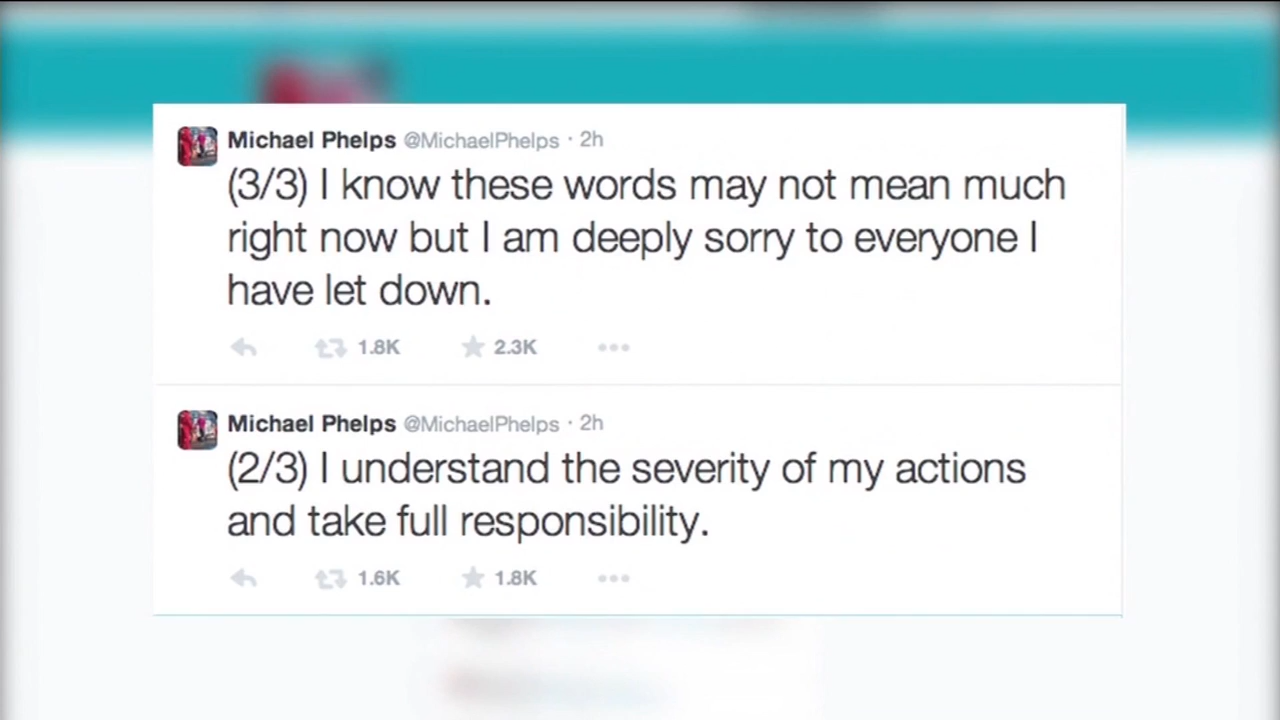 Michael Phelps @MichaelPhelps · 2h
(3/3) I know these words may not mean much
right now but I am deeply sorry to everyone I
have let down.
1.8K 2.3K
Michael Phelps @MichaelPhelps · 2h
(2/3) I understand the severity of my actions
and take full responsibility.
1.6K 1.8K